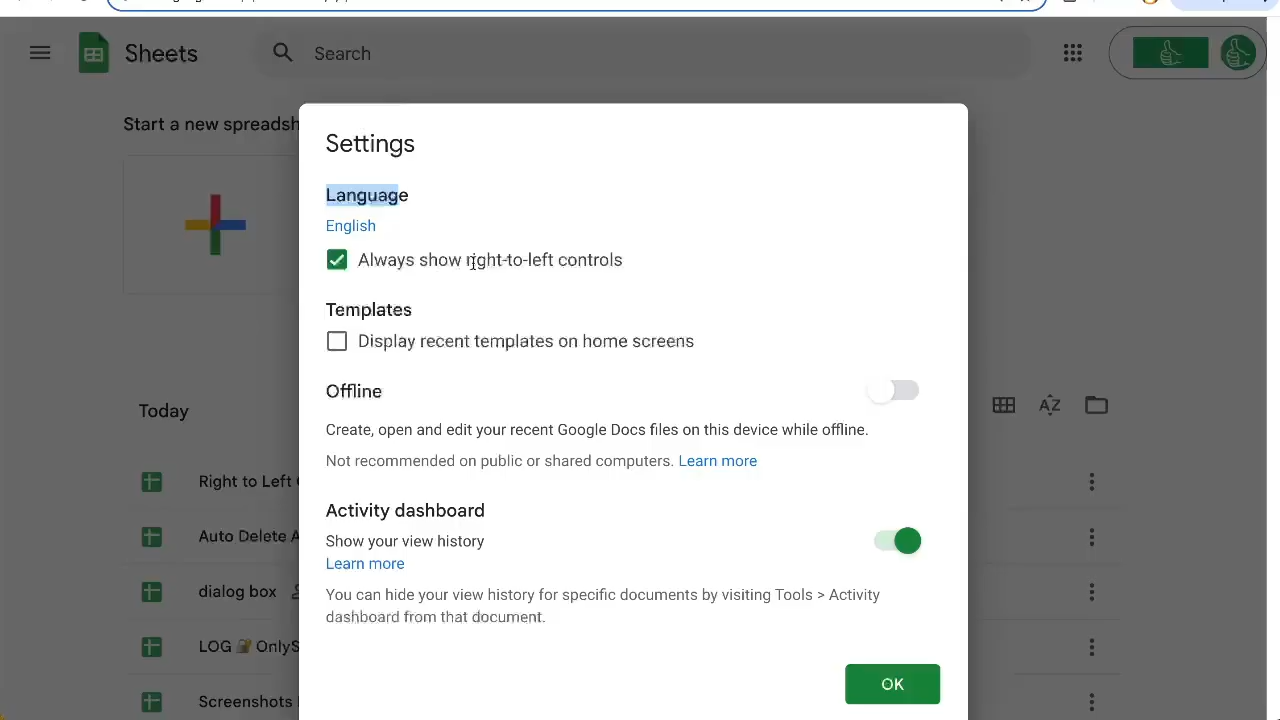 Sheets
Search
Start a new spreadsh
Settings
Language
English
Always show right-to-left controls
Templates
Display recent templates on home screens
Offline
Create, open and edit your recent Google Docs files on this device while offline.
Not recommended on public or shared computers. Learn more
Activity dashboard
Show your view history
Learn more
You can hide your view history for specific documents by visiting Tools > Activity
dashboard from that document.
OK
Today
AZ
Right to Left
Auto Delete A
dialog box
LOG 🔐 OnlyS
Screenshots